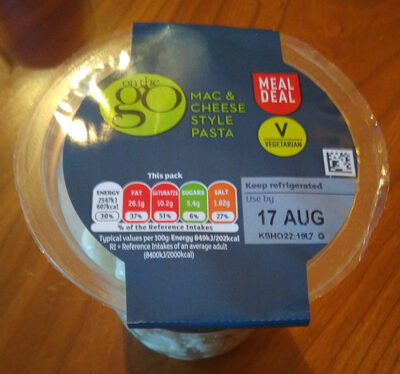 on the
go
MAC &
CHEESE
STYLE
PASTA
MEAL
DEAL
V
VEGETARIAN
This pack
ENERGY
2547kJ
607kcal
30%
FAT
26.1g
37%
SATURATES
10.2g
51%
SUGARS
5.4g
6%
SALT
1.62g
27%
% of the Reference Intakes
Typical values per 100g: Energy 849kJ/202kcal
RI = Reference Intakes of an average adult
(8400kJ/2000kcal)
Keep refrigerated
Use by
17 AUG